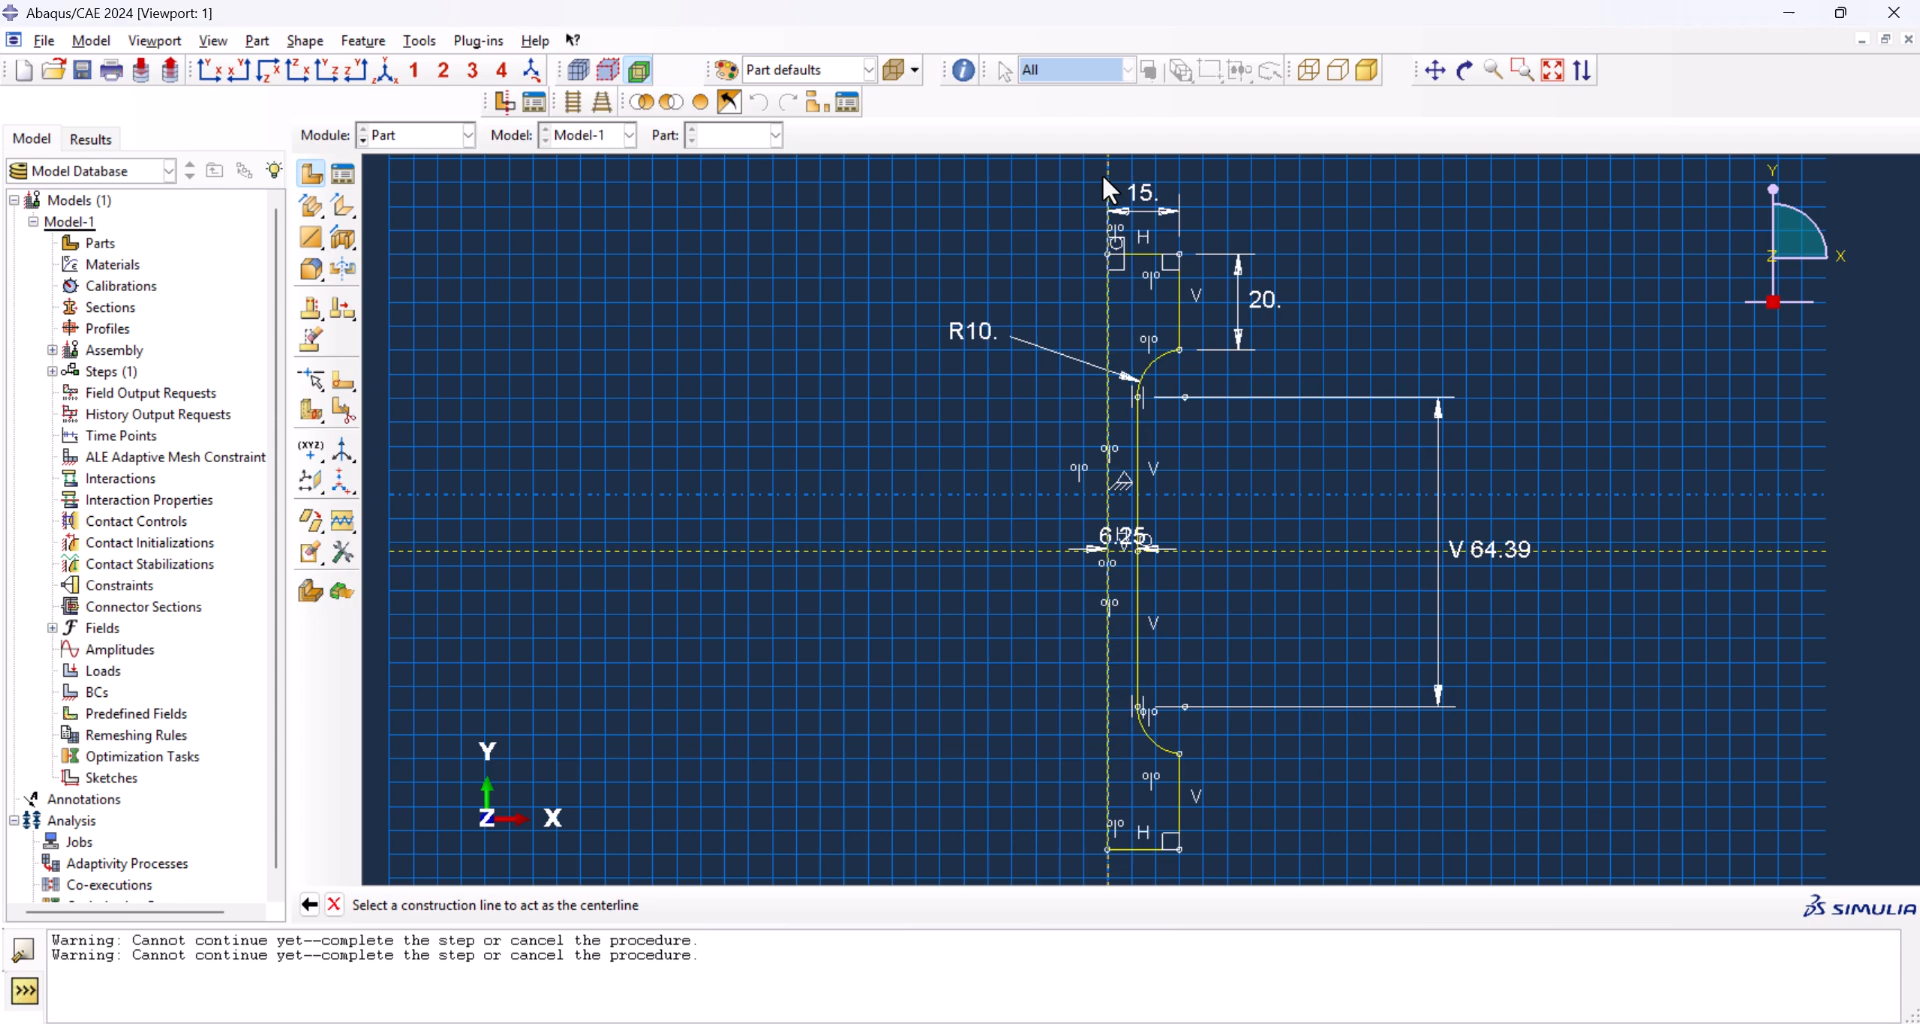 Abaqus/CAE 2024 [Viewport: 1]
File Model Viewport View Part Shape Feature Tools Plug-ins Help
1 2 3 4 Part defaults All
Module: Part Model: Model-1 Part:
Model Results
Model Database
Models (1)
Model-1
Parts
Materials
Calibrations
Sections
Profiles
Assembly
Steps (1)
Field Output Requests
History Output Requests
Time Points
ALE Adaptive Mesh Constraint
Interactions
Interaction Properties
Contact Controls
Contact Initializations
Contact Stabilizations
Constraints
Connector Sections
Fields
Amplitudes
Loads
BCs
Predefined Fields
Remeshing Rules
Optimization Tasks
Sketches
Annotations
Analysis
Jobs
Adaptivity Processes
Co-executions
(XYZ)
15.
H
20.
V
R10.
V
6.25
V 64.39
V
V
H
Y
Z X
Y
Z X
Select a construction line to act as the centerline
SIMULIA
Warning: Cannot continue yet--complete the step or cancel the procedure.
Warning: Cannot continue yet--complete the step or cancel the procedure.
>>>